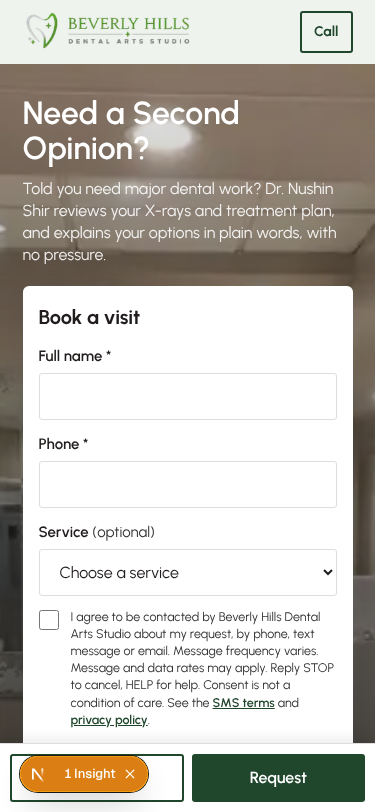 BEVERLY HILLS
DENTAL ARTS STUDIO
Call
Need a Second
Opinion?
Told you need major dental work? Dr. Nushin
Shir reviews your X-rays and treatment plan,
and explains your options in plain words, with
no pressure.
Book a visit
Full name *
Phone *
Service (optional)
Choose a service
I agree to be contacted by Beverly Hills Dental
Arts Studio about my request, by phone, text
message or email. Message frequency varies.
Message and data rates may apply. Reply STOP
to cancel, HELP for help. Consent is not a
condition of care. See the SMS terms and
privacy policy.
N 1 Insight ×
Request